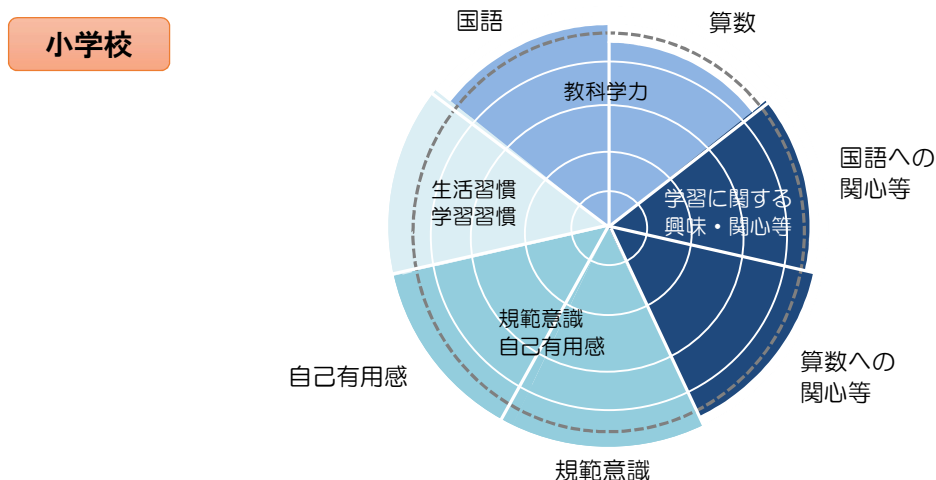 小学校
国語
算数
教科学力
国語への
関心等
生活習慣
学習習慣
学習に関する
興味・関心等
規範意識
自己有用感
自己有用感
算数への
関心等
規範意識